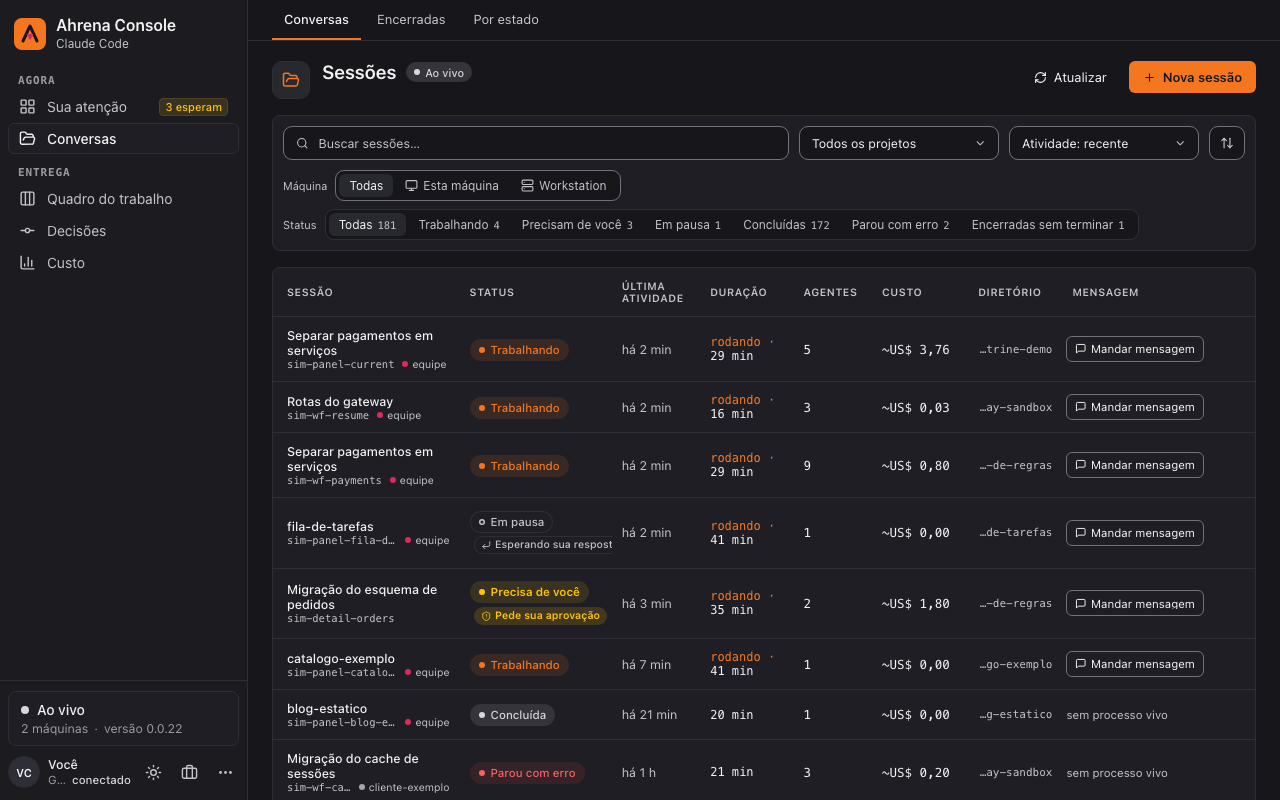 Ahrena Console
Claude Code
AGORA
Sua atenção 3 esperam
Conversas
ENTREGA
Quadro do trabalho
Decisões
Custo
Ao vivo
2 máquinas · versão 0.0.22
VC Você
G… conectado
Conversas Encerradas Por estado
Sessões Ao vivo Atualizar Nova sessão
Buscar sessões… Todos os projetos Atividade: recente
Máquina Todas Esta máquina Workstation
Status Todas 181 Trabalhando 4 Precisam de você 3 Em pausa 1 Concluídas 172 Parou com erro 2 Encerradas sem terminar 1
SESSÃO STATUS ÚLTIMA ATIVIDADE DURAÇÃO AGENTES CUSTO DIRETÓRIO MENSAGEM
Separar pagamentos em serviços
sim-panel-current equipe
Trabalhando há 2 min rodando · 29 min 5 ~US$ 3,76 …trine-demo Mandar mensagem
Rotas do gateway
sim-wf-resume equipe
Trabalhando há 2 min rodando · 16 min 3 ~US$ 0,03 …ay-sandbox Mandar mensagem
Separar pagamentos em serviços
sim-wf-payments equipe
Trabalhando há 2 min rodando · 29 min 9 ~US$ 0,80 …-de-regras Mandar mensagem
fila-de-tarefas
sim-panel-fila-d… equipe
Em pausa
Esperando sua respost
há 2 min rodando · 41 min 1 ~US$ 0,00 …de-tarefas Mandar mensagem
Migração do esquema de pedidos
sim-detail-orders
Precisa de você
Pede sua aprovação
há 3 min rodando · 35 min 2 ~US$ 1,80 …-de-regras Mandar mensagem
catalogo-exemplo
sim-panel-catalo… equipe
Trabalhando há 7 min rodando · 41 min 1 ~US$ 0,00 …go-exemplo Mandar mensagem
blog-estatico
sim-panel-blog-e… equipe
Concluída há 21 min 20 min 1 ~US$ 0,00 …g-estatico sem processo vivo
Migração do cache de sessões
sim-wf-ca… cliente-exemplo
Parou com erro há 1 h 21 min 3 ~US$ 0,20 …ay-sandbox sem processo vivo